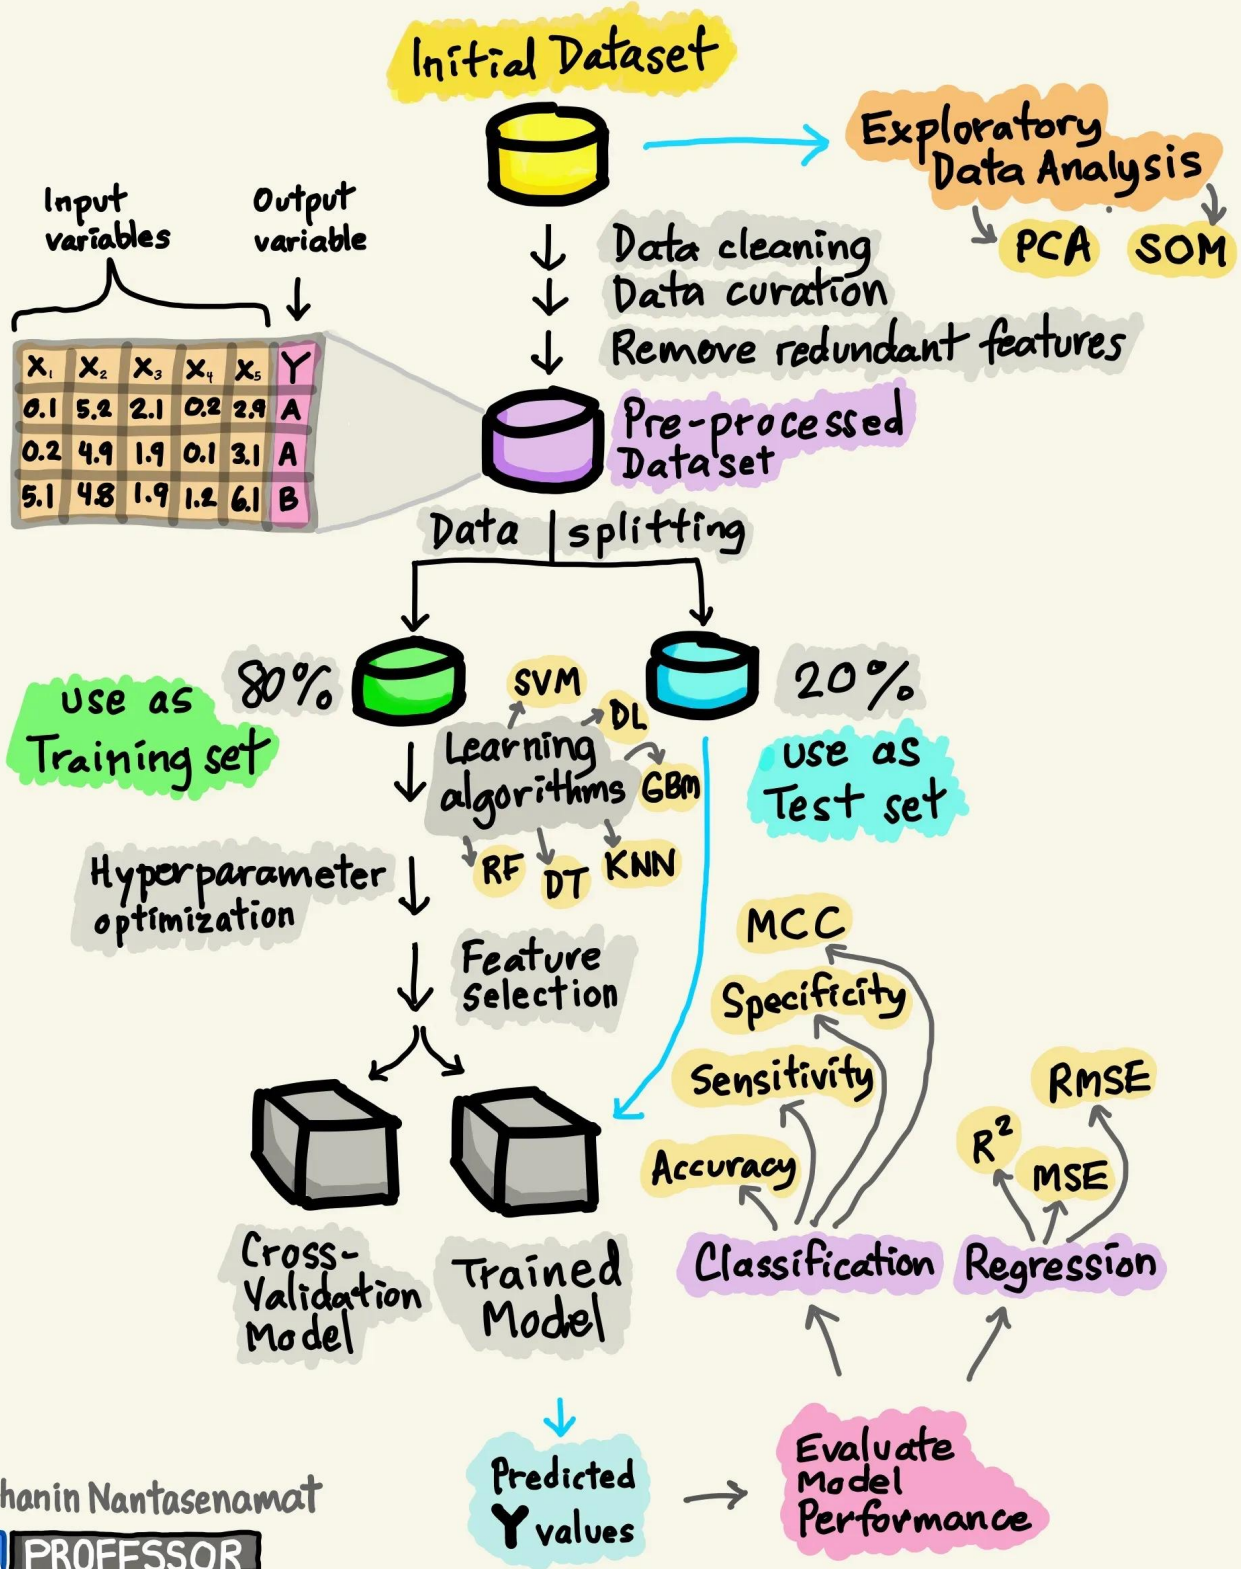 Initial Dataset
Exploratory
Data Analysis
PCA
SOM
Input
variables
Output
variable
Data cleaning
Data curation
Remove redundant features
X₁ X₂ X₃ X₄ X₅ Y
0.1 5.2 2.1 0.2 2.9 A
0.2 4.9 1.9 0.1 3.1 A
5.1 4.8 1.9 1.2 6.1 B
Pre-processed
Dataset
Data splitting
80%
use as
Training set
20%
use as
Test set
SVM
DL
Learning
algorithms
GBM
RF
DT
KNN
Hyperparameter
optimization
Feature
selection
MCC
Specificity
Sensitivity
Accuracy
RMSE
R²
MSE
Classification
Regression
Cross-
Validation
Model
Trained
Model
Predicted
Y values
Evaluate
Model
Performance
hanin Nantasenamat
PROFESSOR